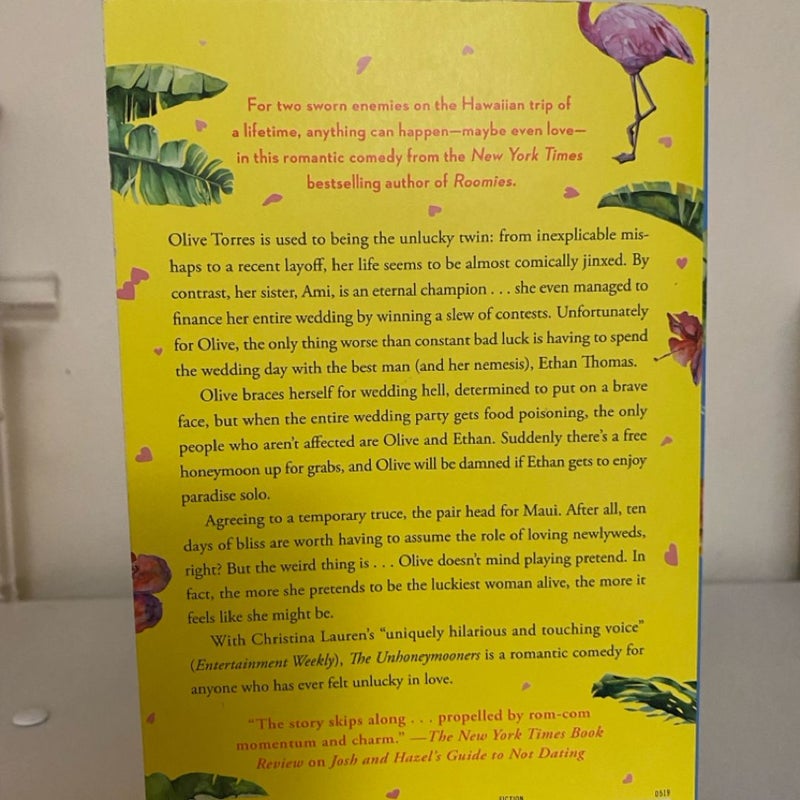 For two sworn enemies on the Hawaiian trip of
a lifetime, anything can happen—maybe even love—
in this romantic comedy from the New York Times
bestselling author of Roomies.
Olive Torres is used to being the unlucky twin: from inexplicable mis-
haps to a recent layoff, her life seems to be almost comically jinxed. By
contrast, her sister, Ami, is an eternal champion . . . she even managed to
finance her entire wedding by winning a slew of contests. Unfortunately
for Olive, the only thing worse than constant bad luck is having to spend
the wedding day with the best man (and her nemesis), Ethan Thomas.
Olive braces herself for wedding hell, determined to put on a brave
face, but when the entire wedding party gets food poisoning, the only
people who aren't affected are Olive and Ethan. Suddenly there's a free
honeymoon up for grabs, and Olive will be damned if Ethan gets to enjoy
paradise solo.
Agreeing to a temporary truce, the pair head for Maui. After all, ten
days of bliss are worth having to assume the role of loving newlyweds,
right? But the weird thing is . . . Olive doesn't mind playing pretend. In
fact, the more she pretends to be the luckiest woman alive, the more it
feels like she might be.
With Christina Lauren's “uniquely hilarious and touching voice”
(Entertainment Weekly), The Unhoneymooners is a romantic comedy for
anyone who has ever felt unlucky in love.
“The story skips along . . . propelled by rom-com
momentum and charm.” —The New York Times Book
Review on Josh and Hazel's Guide to Not Dating
FICTION
0519